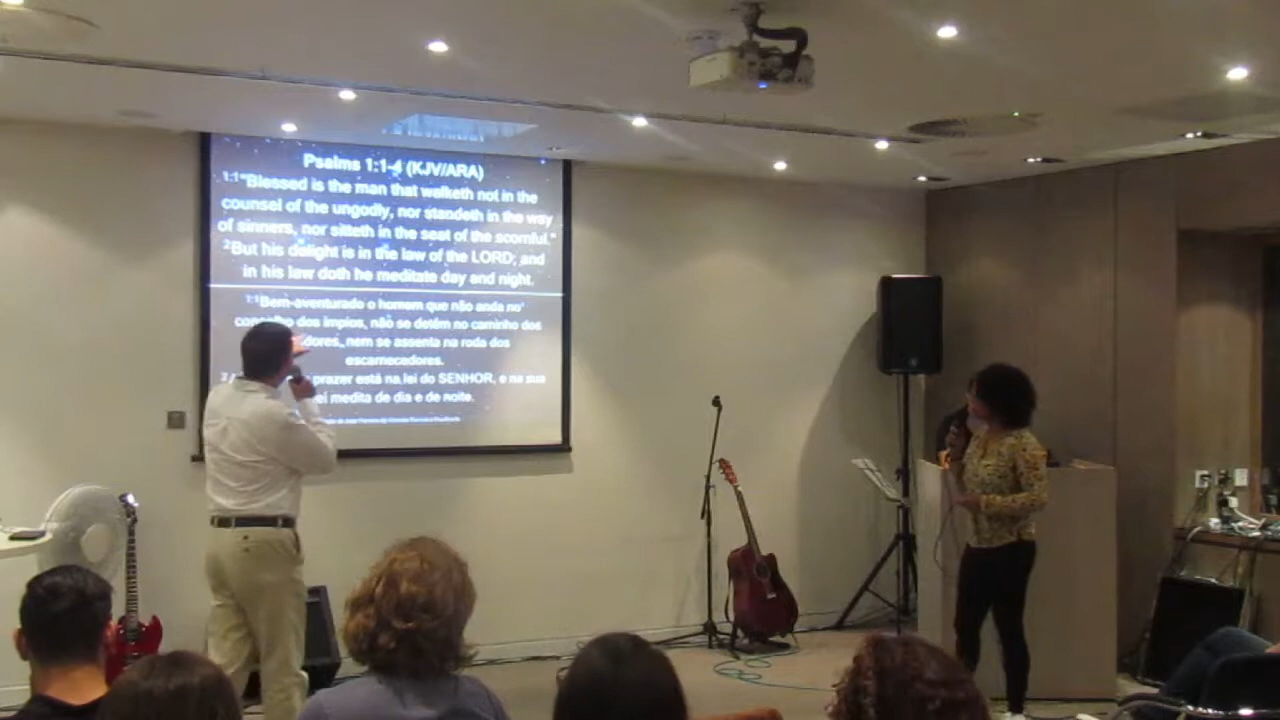 Psalms 1:1-4 (KJV/ARA)
1:1"Blessed is the man that walketh not in the
counsel of the ungodly, nor standeth in the way
of sinners, nor sitteth in the seat of the scornful."
2But his delight is in the law of the LORD; and
in his law doth he meditate day and night.
1:1Bem-aventurado o homem que não anda no
dos ímpios, não se detém no caminho dos
nem se assenta na roda dos
escarnecedores.
2 prazer está na lei do SENHOR, e na sua
medita de dia e de noite.